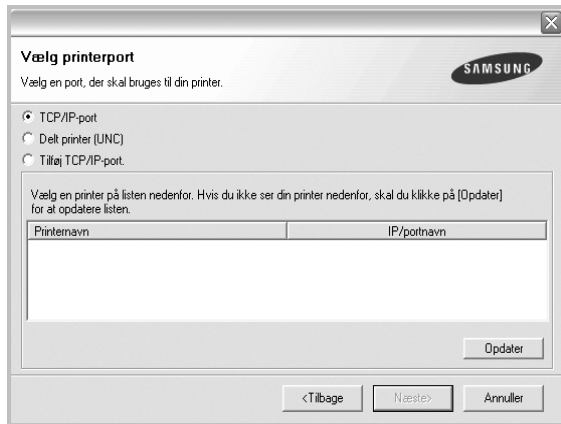 Vælg printerport
Vælg en port, der skal bruges til din printer.
SAMSUNG
TCP/IP-port
Delt printer (UNC)
Tilføj TCP/IP-port.
Vælg en printer på listen nedenfor. Hvis du ikke ser din printer nedenfor, skal du klikke på [Opdater]
for at opdatere listen.
Printernavn IP/portnavn
Opdater
<Tilbage Næste> Annuller